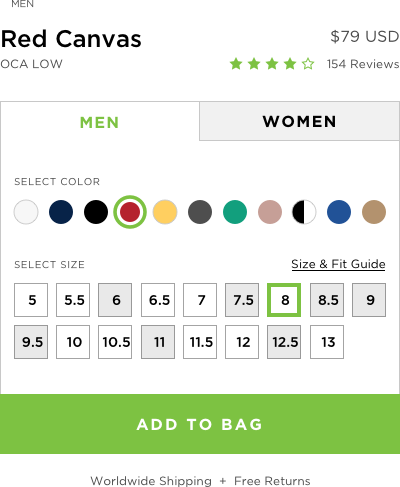 MEN
Red Canvas $79 USD
OCA LOW 154 Reviews
MEN WOMEN
SELECT COLOR
SELECT SIZE Size & Fit Guide
5 5.5 6 6.5 7 7.5 8 8.5 9
9.5 10 10.5 11 11.5 12 12.5 13
ADD TO BAG
Worldwide Shipping + Free Returns